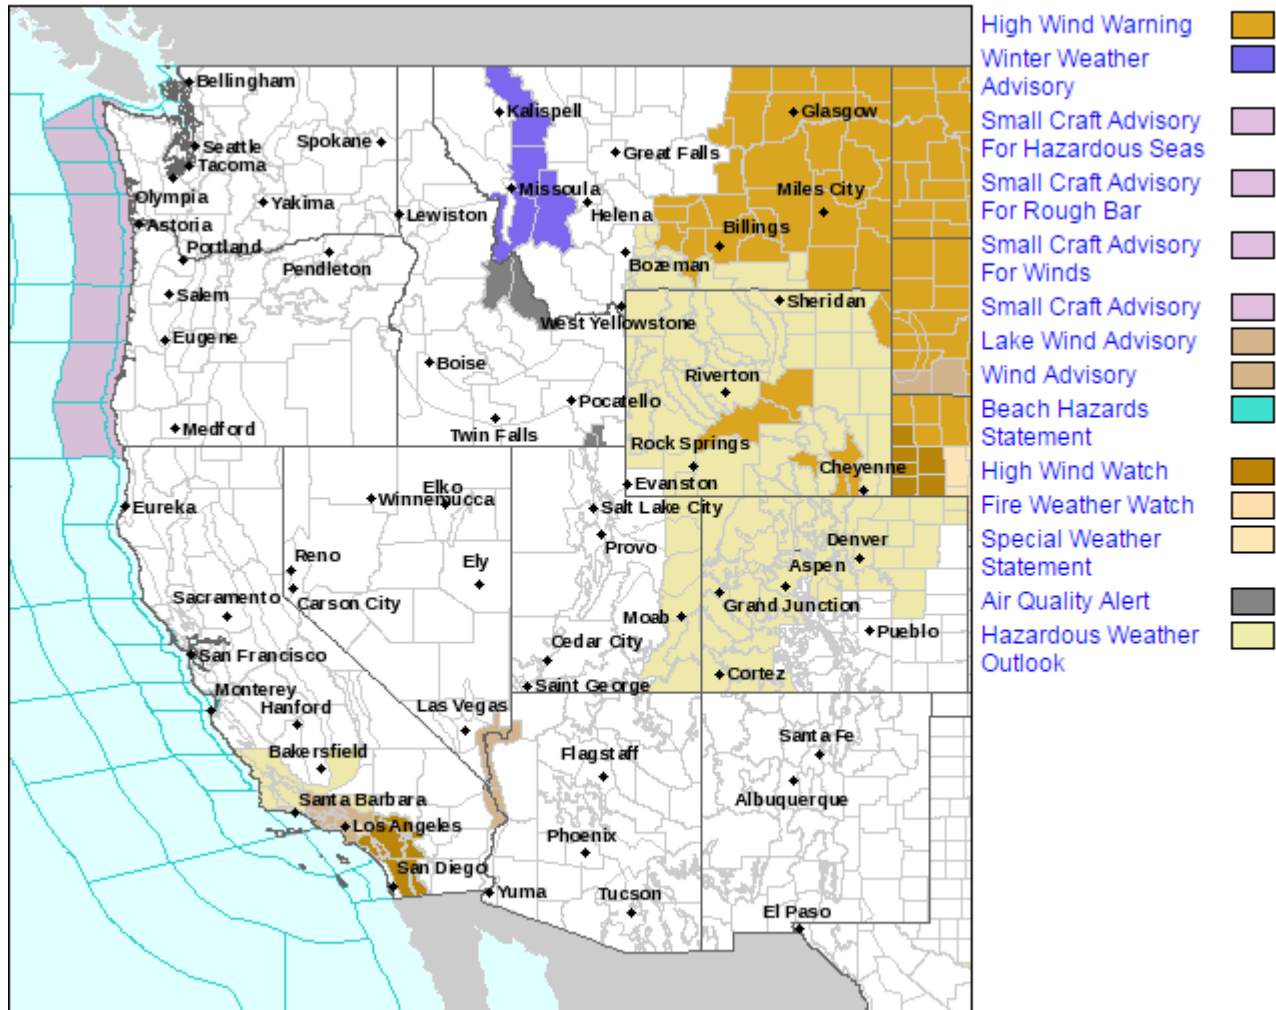 Bellingham
Seattle
Tacoma
Olympia
Astoria
Portland
Yakima
Spokane
Kalispell
Great Falls
Glasgow
Missoula
Helena
Miles City
Billings
Bozeman
Lewiston
Pendleton
Salem
Eugene
Medford
Boise
Twin Falls
Pocatello
West Yellowstone
Sheridan
Riverton
Rock Springs
Cheyenne
Evanston
Eureka
Winnemucca
Elko
Salt Lake City
Provo
Reno
Ely
Carson City
Sacramento
San Francisco
Denver
Aspen
Grand Junction
Moab
Pueblo
Cedar City
Saint George
Cortez
Monterey
Hanford
Las Vegas
Bakersfield
Flagstaff
Santa Fe
Albuquerque
Santa Barbara
Los Angeles
San Diego
Phoenix
Yuma
Tucson
El Paso
High Wind Warning
Winter Weather
Advisory
Small Craft Advisory
For Hazardous Seas
Small Craft Advisory
For Rough Bar
Small Craft Advisory
For Winds
Small Craft Advisory
Lake Wind Advisory
Wind Advisory
Beach Hazards
Statement
High Wind Watch
Fire Weather Watch
Special Weather
Statement
Air Quality Alert
Hazardous Weather
Outlook